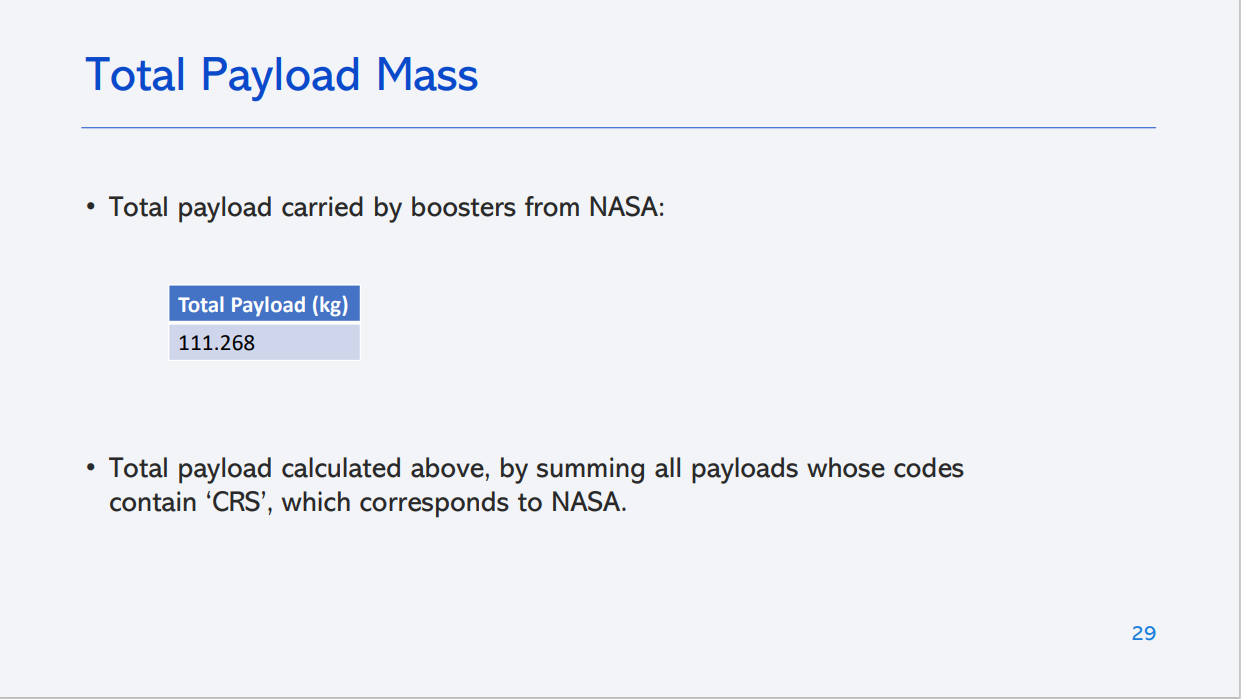 Total Payload Mass
• Total payload carried by boosters from NASA:
Total Payload (kg)
111.268
• Total payload calculated above, by summing all payloads whose codes
contain ‘CRS’, which corresponds to NASA.
29